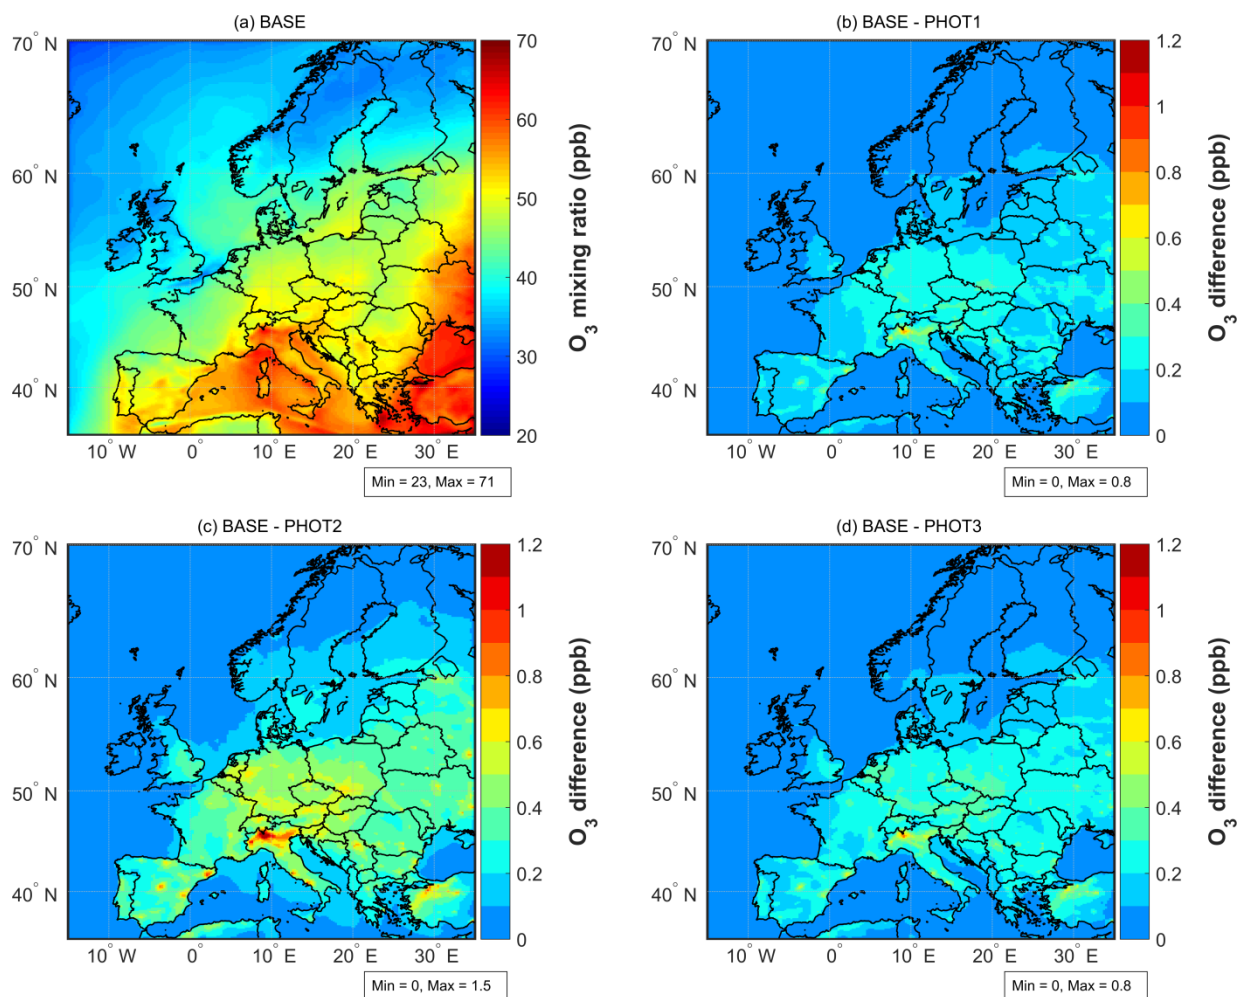 (a) BASE
70° N
60° N
50° N
40° N
10° W
0°
10° E
20° E
30° E
70
60
50
40
30
20
O3 mixing ratio (ppb)
Min = 23, Max = 71
(b) BASE - PHOT1
70° N
60° N
50° N
40° N
10° W
0°
10° E
20° E
30° E
1.2
1
0.8
0.6
0.4
0.2
0
O3 difference (ppb)
Min = 0, Max = 0.8
(c) BASE - PHOT2
70° N
60° N
50° N
40° N
10° W
0°
10° E
20° E
30° E
1.2
1
0.8
0.6
0.4
0.2
0
O3 difference (ppb)
Min = 0, Max = 1.5
(d) BASE - PHOT3
70° N
60° N
50° N
40° N
10° W
0°
10° E
20° E
30° E
1.2
1
0.8
0.6
0.4
0.2
0
O3 difference (ppb)
Min = 0, Max = 0.8